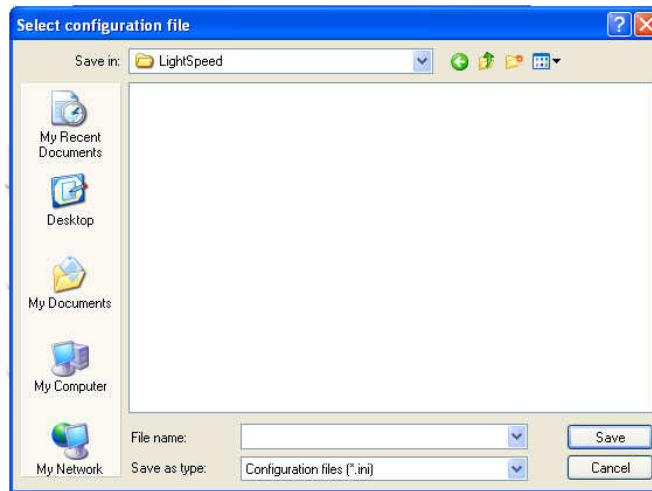 Select configuration file
Save in: LightSpeed
My Recent
Documents
Desktop
My Documents
My Computer
My Network
File name:
Save
Save as type: Configuration files (*.ini)
Cancel